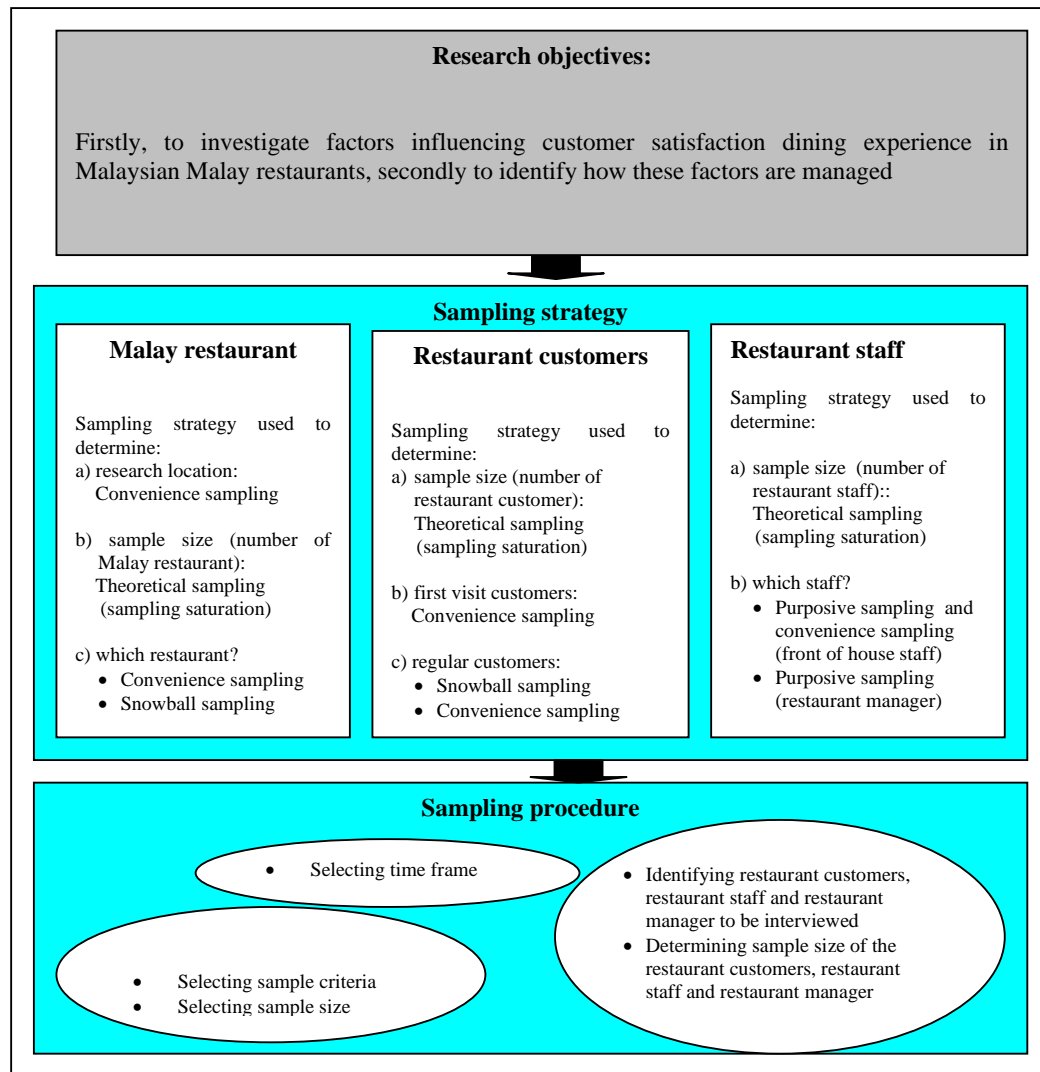 Research objectives:
Firstly, to investigate factors influencing customer satisfaction dining experience in
Malaysian Malay restaurants, secondly to identify how these factors are managed
Sampling strategy
Malay restaurant
Sampling strategy used to
determine:
a) research location:
Convenience sampling
b) sample size (number of
Malay restaurant):
Theoretical sampling
(sampling saturation)
c) which restaurant?
• Convenience sampling
• Snowball sampling
Restaurant customers
Sampling strategy used to
determine:
a) sample size (number of
restaurant customer):
Theoretical sampling
(sampling saturation)
b) first visit customers:
Convenience sampling
c) regular customers:
• Snowball sampling
• Convenience sampling
Restaurant staff
Sampling strategy used to
determine:
a) sample size (number of
restaurant staff)::
Theoretical sampling
(sampling saturation)
b) which staff?
• Purposive sampling and
convenience sampling
(front of house staff)
• Purposive sampling
(restaurant manager)
Sampling procedure
• Selecting time frame
• Selecting sample criteria
• Selecting sample size
• Identifying restaurant customers,
restaurant staff and restaurant
manager to be interviewed
• Determining sample size of the
restaurant customers, restaurant
staff and restaurant manager